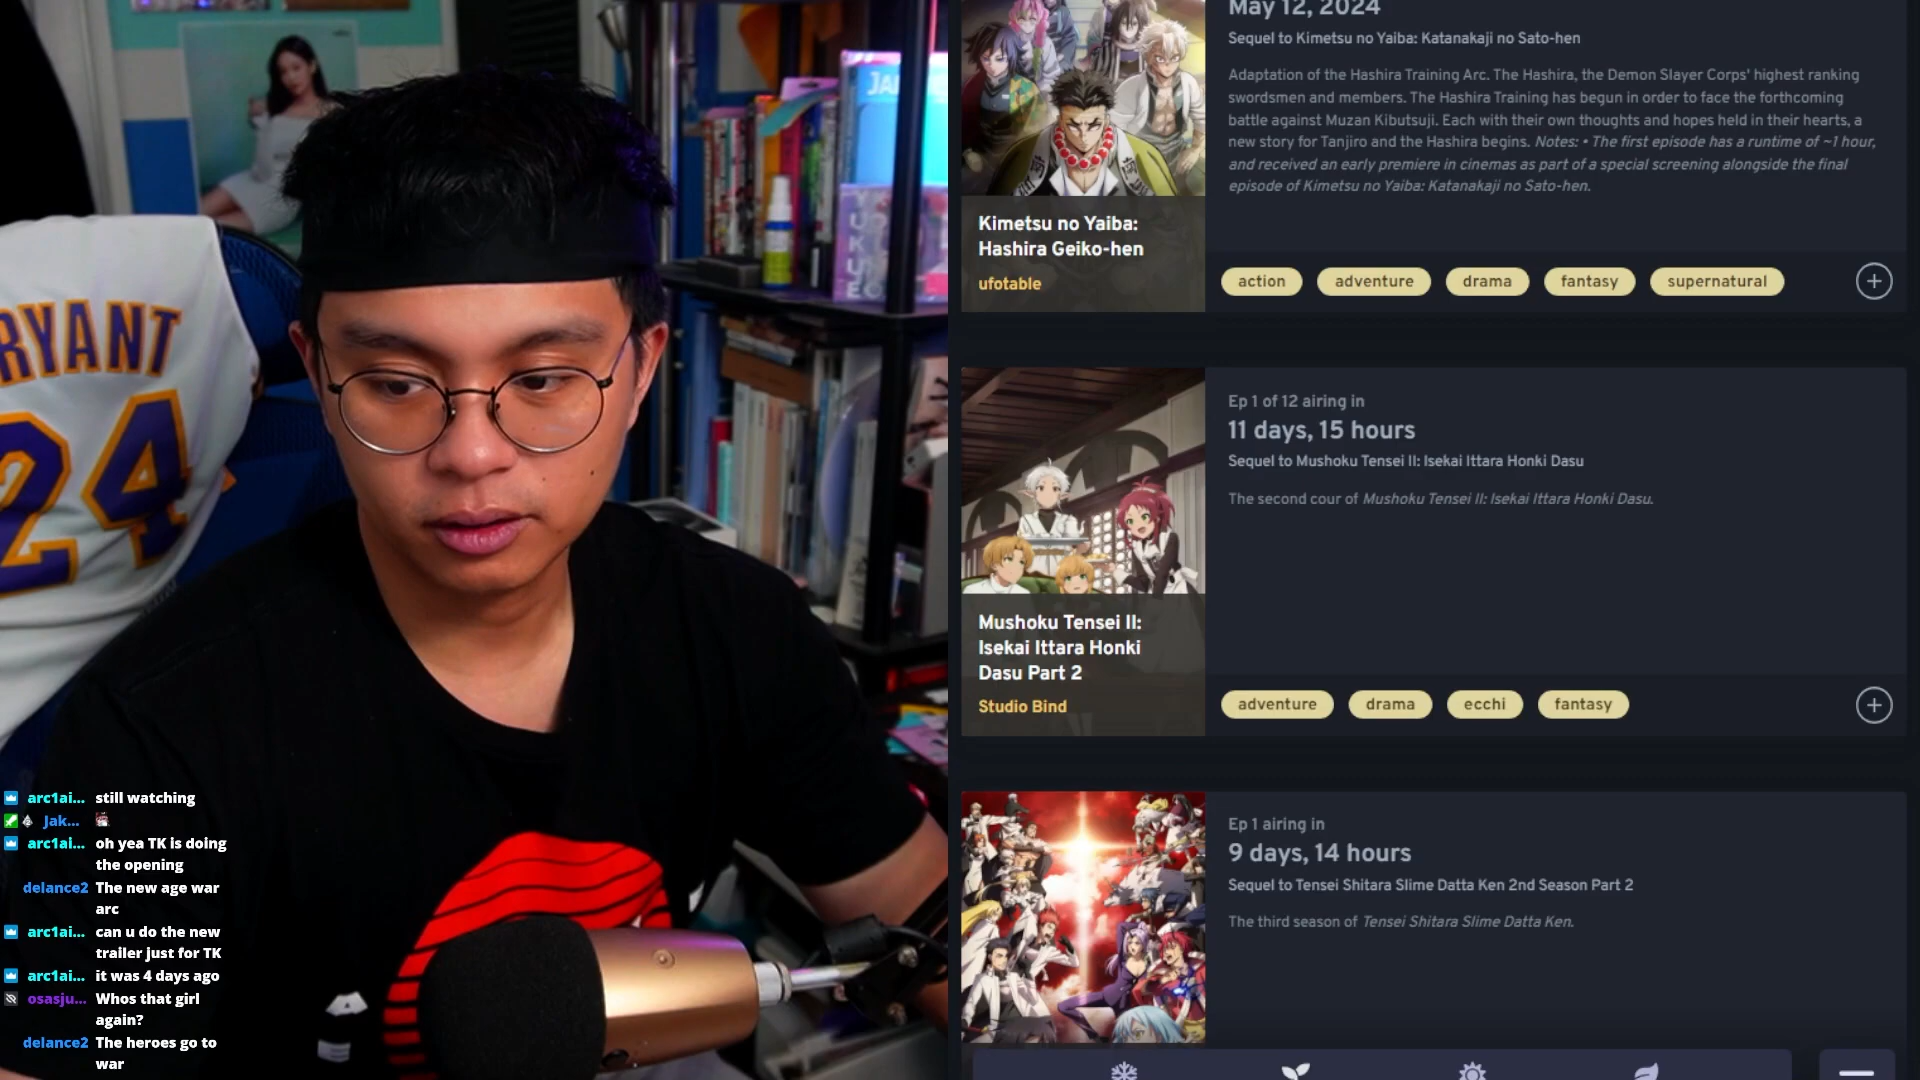 RYANT
24
JA
arc1ai... still watching
Jak...
arc1ai... oh yea TK is doing
the opening
delance2 The new age war
arc
arc1ai... can u do the new
trailer just for TK
arc1ai... it was 4 days ago
osasju... Whos that girl
again?
delance2 The heroes go to
war
May 12, 2024
Sequel to Kimetsu no Yaiba: Katanakaji no Sato-hen
Adaptation of the Hashira Training Arc. The Hashira, the Demon Slayer Corps' highest ranking
swordsmen and members. The Hashira Training has begun in order to face the forthcoming
battle against Muzan Kibutsuji. Each with their own thoughts and hopes held in their hearts, a
new story for Tanjiro and the Hashira begins. Notes: • The first episode has a runtime of ~1 hour,
and received an early premiere in cinemas as part of a special screening alongside the final
episode of Kimetsu no Yaiba: Katanakaji no Sato-hen.
Kimetsu no Yaiba:
Hashira Geiko-hen
ufotable
action adventure drama fantasy supernatural
Ep 1 of 12 airing in
11 days, 15 hours
Sequel to Mushoku Tensei II: Isekai Ittara Honki Dasu
The second cour of Mushoku Tensei II: Isekai Ittara Honki Dasu.
Mushoku Tensei II:
Isekai Ittara Honki
Dasu Part 2
Studio Bind
adventure drama ecchi fantasy
Ep 1 airing in
9 days, 14 hours
Sequel to Tensei Shitara Slime Datta Ken 2nd Season Part 2
The third season of Tensei Shitara Slime Datta Ken.